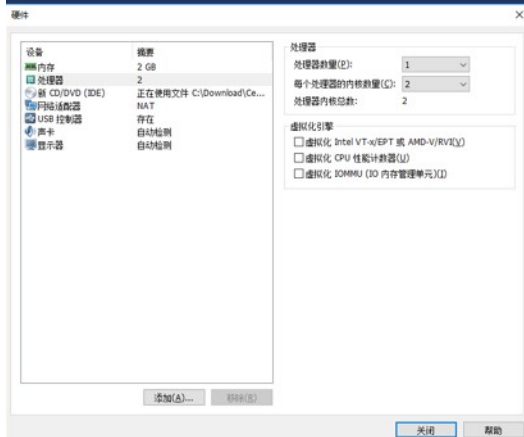 硬件
设备 摘要
内存 2 GB
处理器 2
新 CD/DVD (IDE) 正在使用文件 C:\Download\Ce...
网络适配器 NAT
USB 控制器 存在
声卡 自动检测
显示器 自动检测
添加(A)... 移除(R)
处理器
处理器数量(P): 1
每个处理器的内核数量(C): 2
处理器内核总数: 2
虚拟化引擎
虚拟化 Intel VT-x/EPT 或 AMD-V/RVI(V)
虚拟化 CPU 性能计数器(U)
虚拟化 IOMMU (IO 内存管理单元)(I)
关闭 帮助